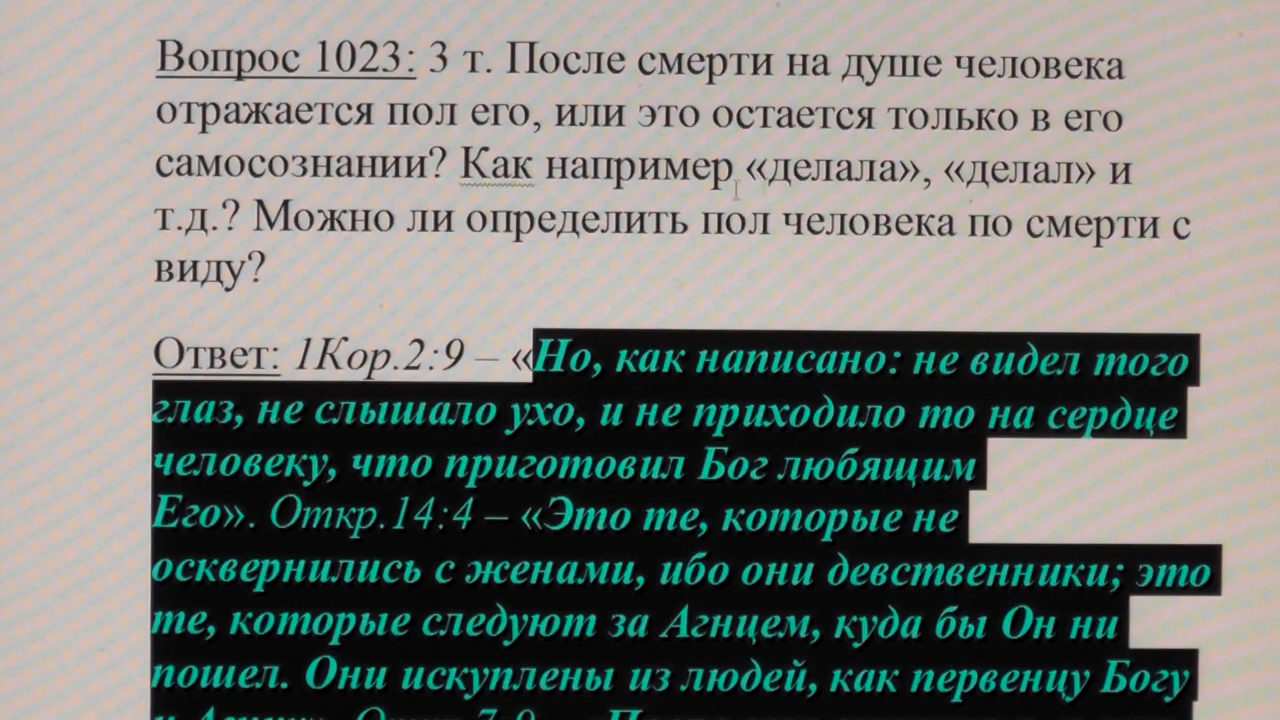 Вопрос 1023: 3 т. После смерти на душе человека
отражается пол его, или это остается только в его
самосознании? Как например «делала», «делал» и
т.д.? Можно ли определить пол человека по смерти с
виду?
Ответ: 1Кор.2:9 – «Но, как написано: не видел того
глаз, не слышало ухо, и не приходило то на сердце
человеку, что приготовил Бог любящим
Его». Откр.14:4 – «Это те, которые не
осквернились с женами, ибо они девственники; это
те, которые следуют за Агнцем, куда бы Он ни
пошел. Они искуплены из людей, как первенцу Богу